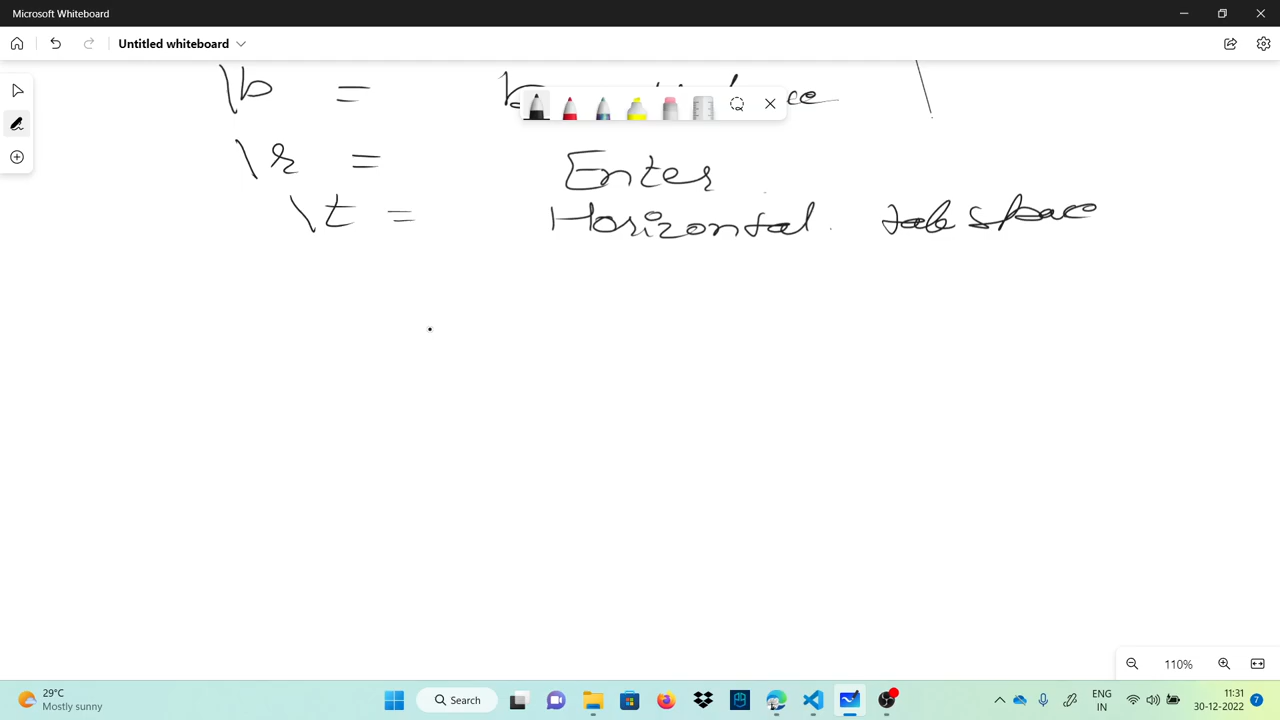 Microsoft Whiteboard
Untitled whiteboard
\b =
\r = Enter
\t = Horizontal tab space
110%
29°C
Mostly sunny
Search
ENG
IN
11:31
30-12-2022
7